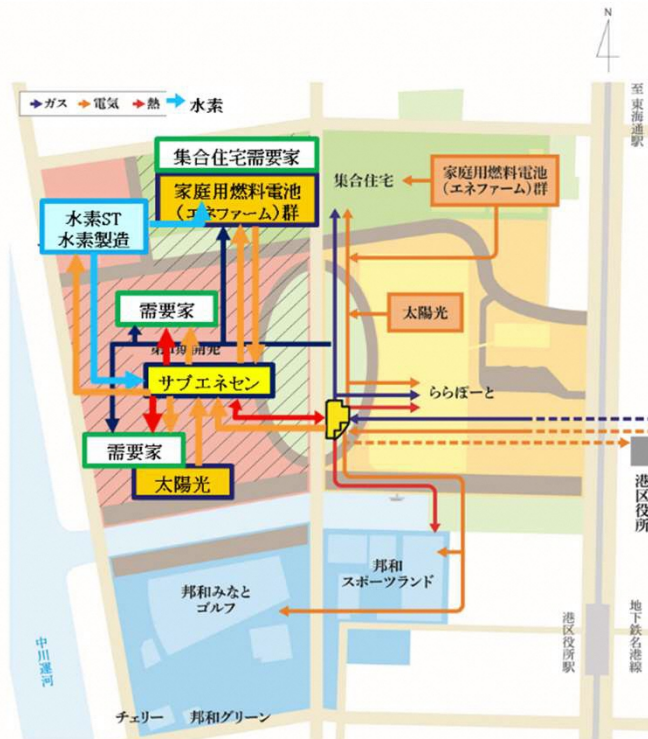 N
至 東海通駅
ガス 電気 熱 水素
集合住宅需要家
家庭用燃料電池
(エネファーム)群
集合住宅
家庭用燃料電池
(エネファーム)群
水素ST
水素製造
需要家
太陽光
開発
サブエネセン
ららぽーと
需要家
太陽光
港区役所
邦和
スポーツランド
邦和みなと
ゴルフ
中川運河
港区役所駅
地下鉄名港線
チェリー 邦和グリーン